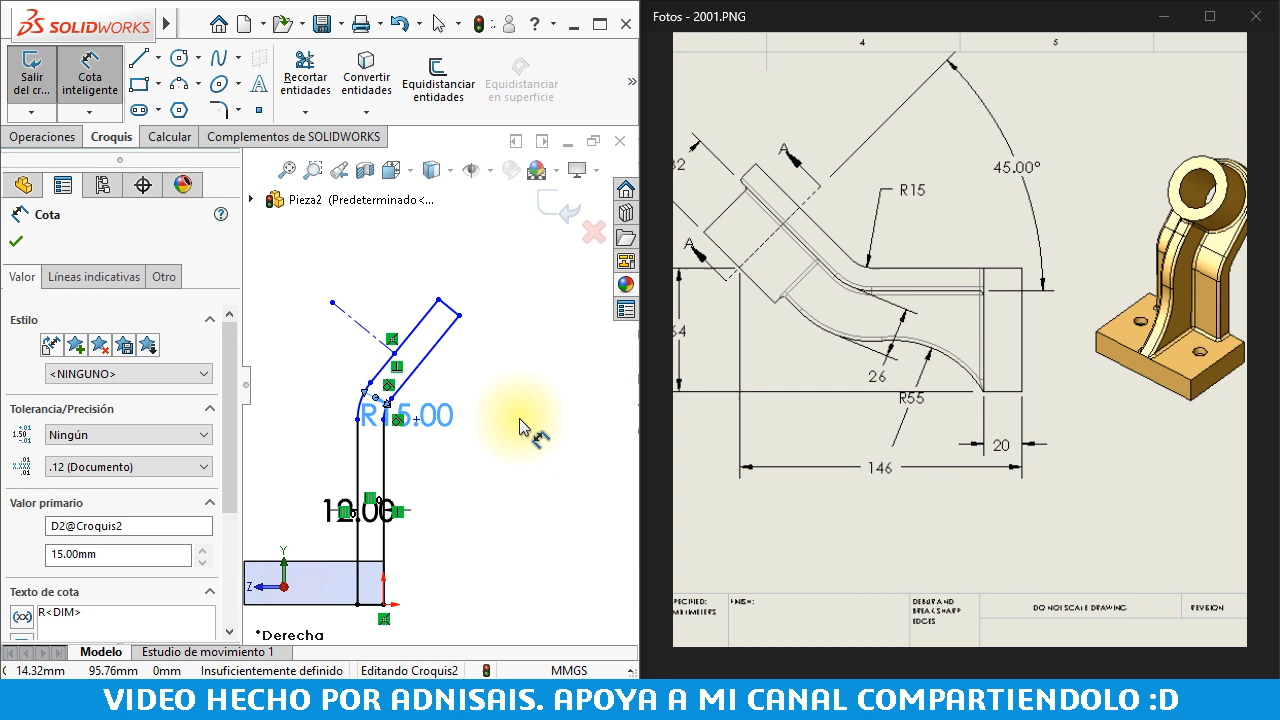 SOLIDWORKS
Fotos - 2001.PNG
Salir
del cr...
Cota
inteligente
Recortar
entidades
Convertir
entidades
Equidistanciar
entidades
Equidistanciar
en superficie
Operaciones
Croquis
Calcular
Complementos de SOLIDWORKS
Cota
Valor
Líneas indicativas
Otro
Estilo
<NINGUNO>
Tolerancia/Precisión
Ningún
.12 (Documento)
Valor primario
D2@Croquis2
15.00mm
Texto de cota
R<DIM>
Pieza2 (Predeterminado<...
R15.00
12.00
Y
Z
*Derecha
Modelo
Estudio de movimiento 1
14.32mm
95.76mm
0mm
Insuficientemente definido
Editando Croquis2
MMGS
4
5
A
45.00°
R15
A
26
R55
20
146
FINISH:
DEBUR AND
BREAK SHARP
EDGES
DO NOT SCALE DRAWING
REVISION
VIDEO HECHO POR ADNISAIS. APOYA A MI CANAL COMPARTIENDOLO :D